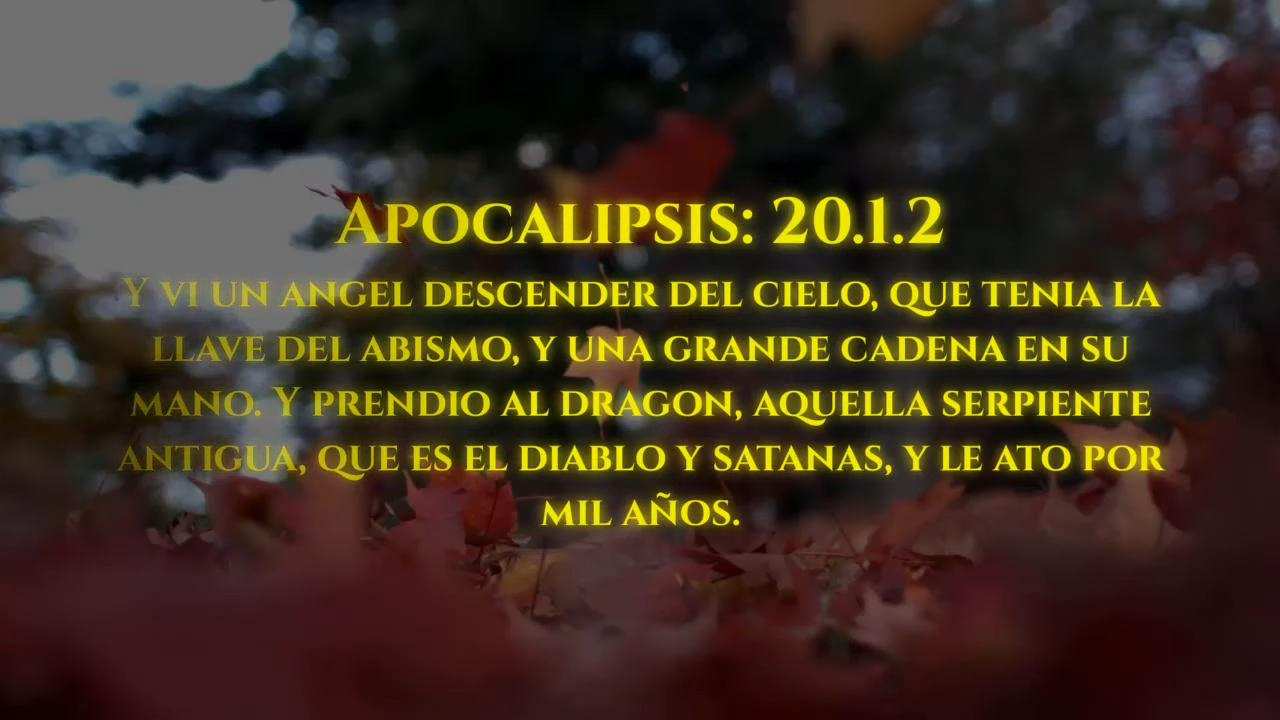 Apocalipsis: 20.1.2
Y vi un angel descender del cielo, que tenia la
llave del abismo, y una grande cadena en su
mano. Y prendio al dragon, aquella serpiente
antigua, que es el diablo y satanas, y le ato por
mil años.